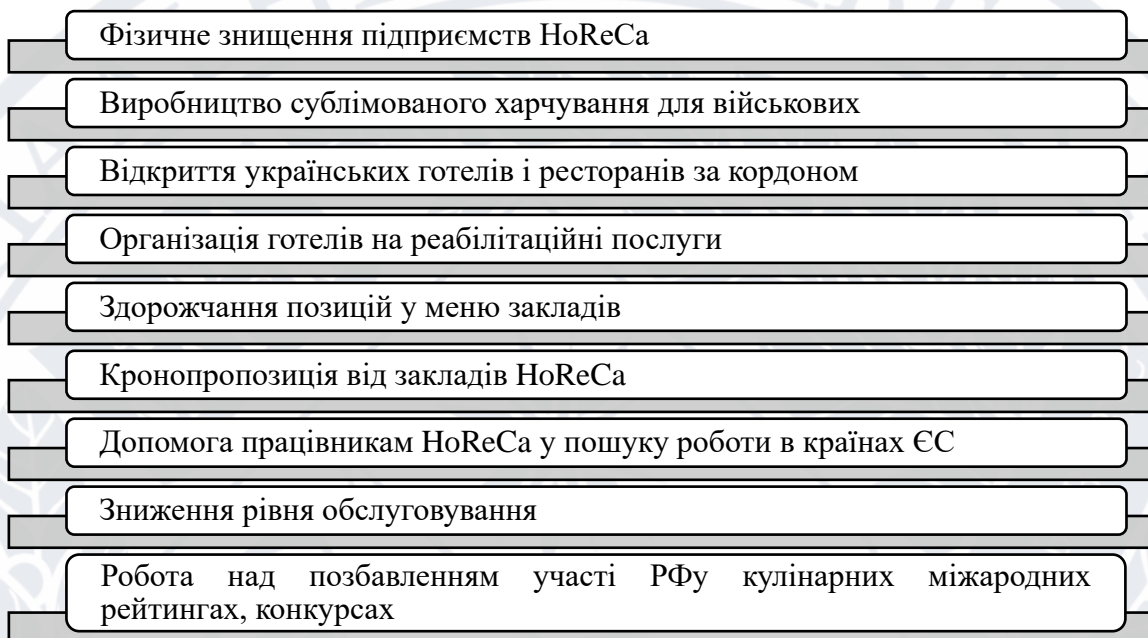 Фізичне знищення підприємств HoReCa
Виробництво сублімованого харчування для військових
Відкриття українських готелів і ресторанів за кордоном
Організація готелів на реабілітаційні послуги
Здорожчання позицій у меню закладів
Кронопропозиція від закладів HoReCa
Допомога працівникам HoReCa у пошуку роботи в країнах ЄС
Зниження рівня обслуговування
Робота над позбавленням участі РФу кулінарних міжародних
рейтингах, конкурсах